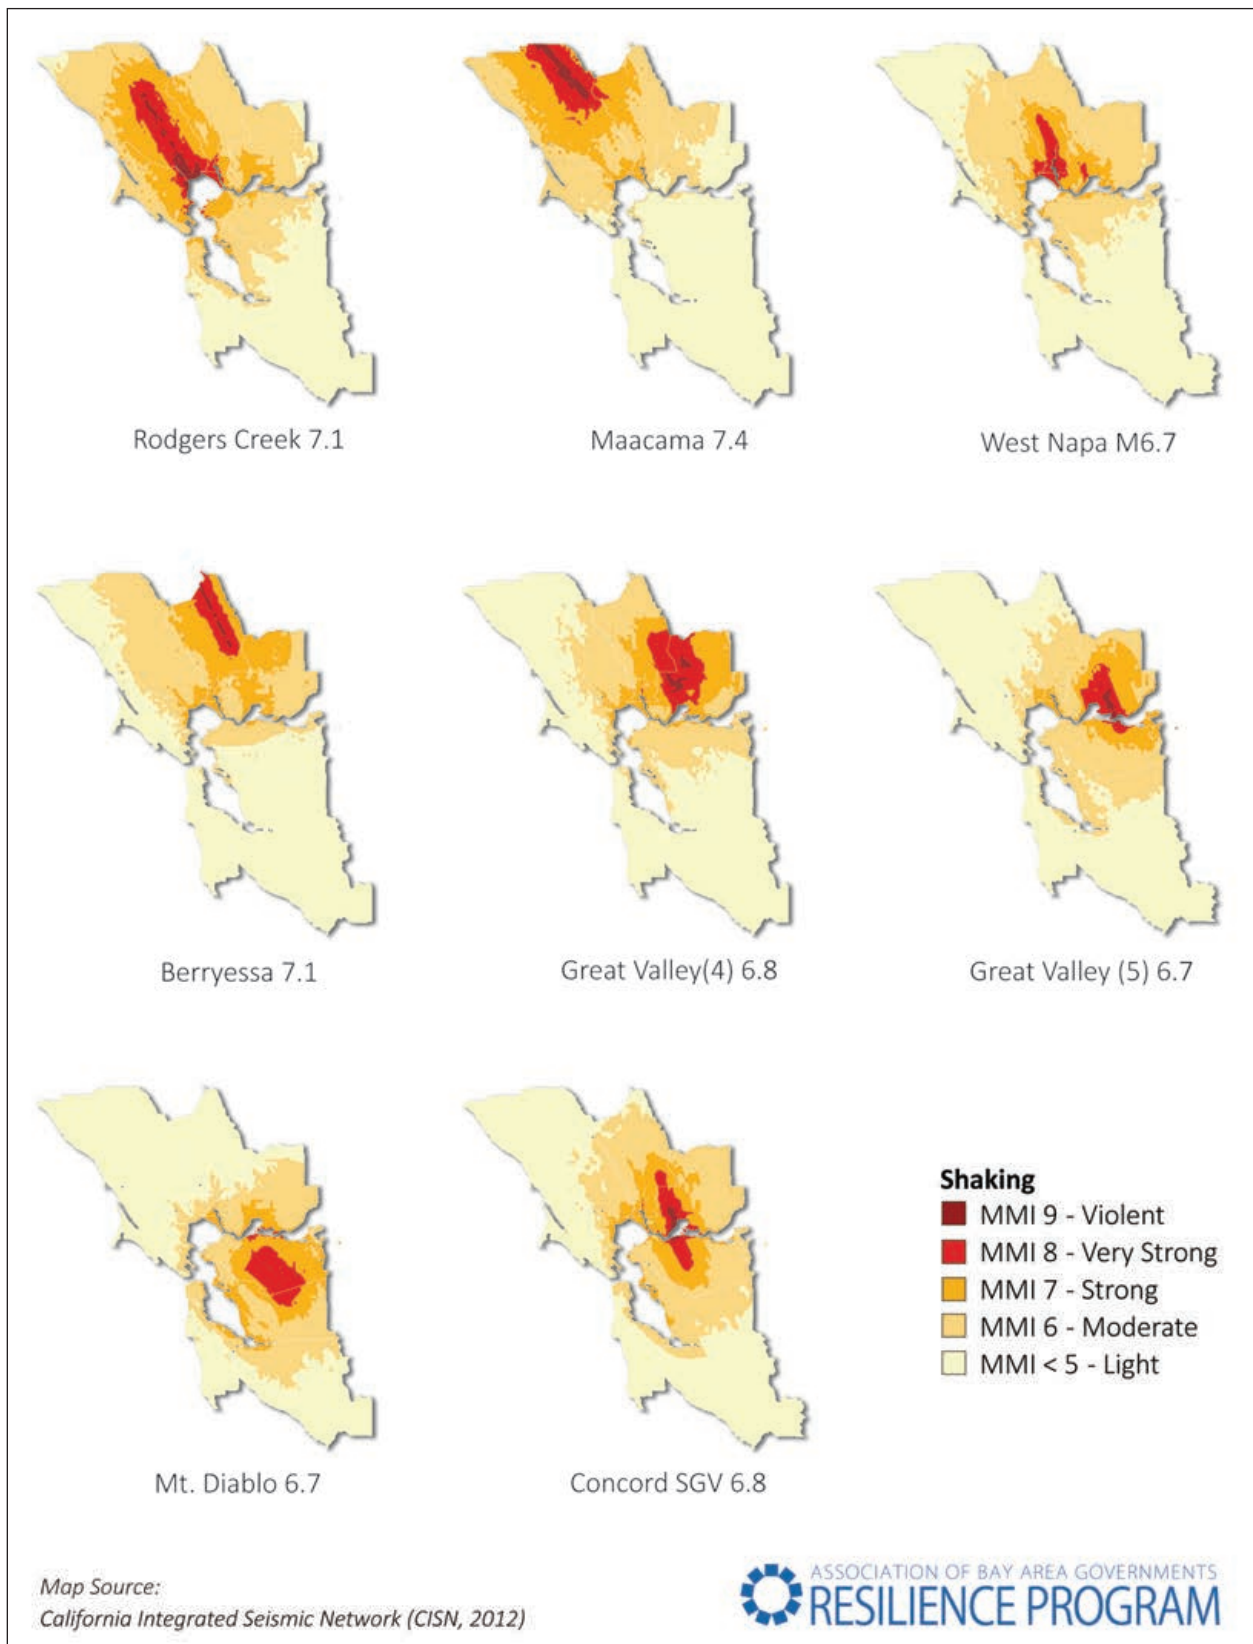 Rodgers Creek 7.1
Maacama 7.4
West Napa M6.7
Berryessa 7.1
Great Valley(4) 6.8
Great Valley (5) 6.7
Mt. Diablo 6.7
Concord SGV 6.8
Shaking
MMI 9 - Violent
MMI 8 - Very Strong
MMI 7 - Strong
MMI 6 - Moderate
MMI < 5 - Light
Map Source:
California Integrated Seismic Network (CISN, 2012)
ASSOCIATION OF BAY AREA GOVERNMENTS
RESILIENCE PROGRAM